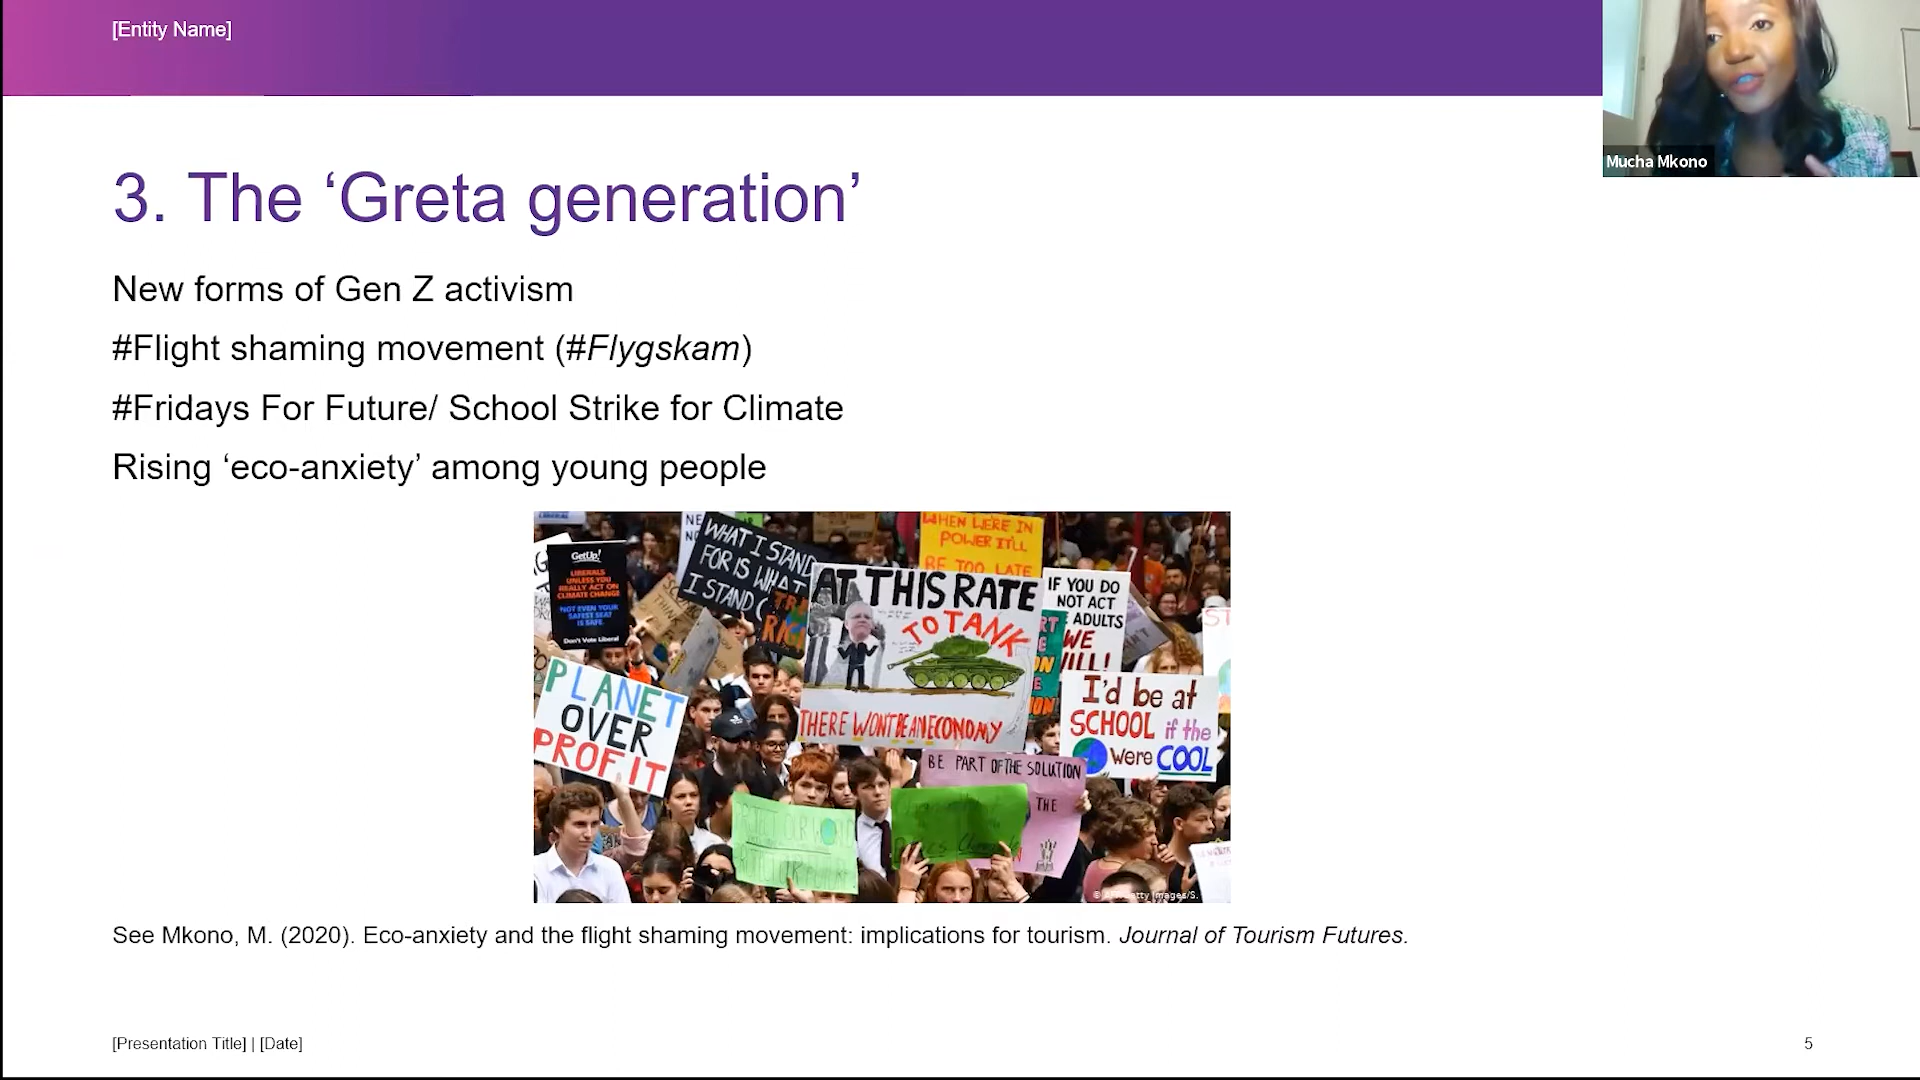 [Entity Name]
Mucha Mkono
3. The ‘Greta generation’
New forms of Gen Z activism
#Flight shaming movement (#Flygskam)
#Fridays For Future/ School Strike for Climate
Rising ‘eco-anxiety’ among young people
GetUp!
LIBERALS
UNLESS YOU
REALLY ACT ON
CLIMATE CHANGE
NOT EVEN YOUR
SAFEST SEAT
IS SAFE
Don't Vote Liberal
WHAT I STAND
FOR IS WHAT
I STAND
WHEN WE'RE IN
POWER IT'LL
BE TOO LATE
AT THIS RATE
TO TANK
THERE WON'T BE AN ECONOMY
IF YOU DO
NOT ACT
ADULTS
WE
PLANET
OVER
PROFIT
I'd be at
SCHOOL if the
were COOL
BE PART OF THE SOLUTION
THE
See Mkono, M. (2020). Eco-anxiety and the flight shaming movement: implications for tourism. Journal of Tourism Futures.
[Presentation Title] | [Date]
5